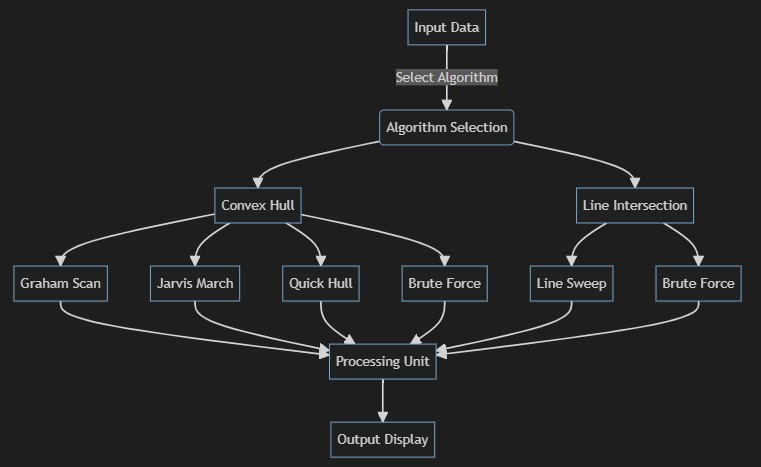 Input Data
Select Algorithm
Algorithm Selection
Convex Hull
Line Intersection
Graham Scan
Jarvis March
Quick Hull
Brute Force
Line Sweep
Brute Force
Processing Unit
Output Display